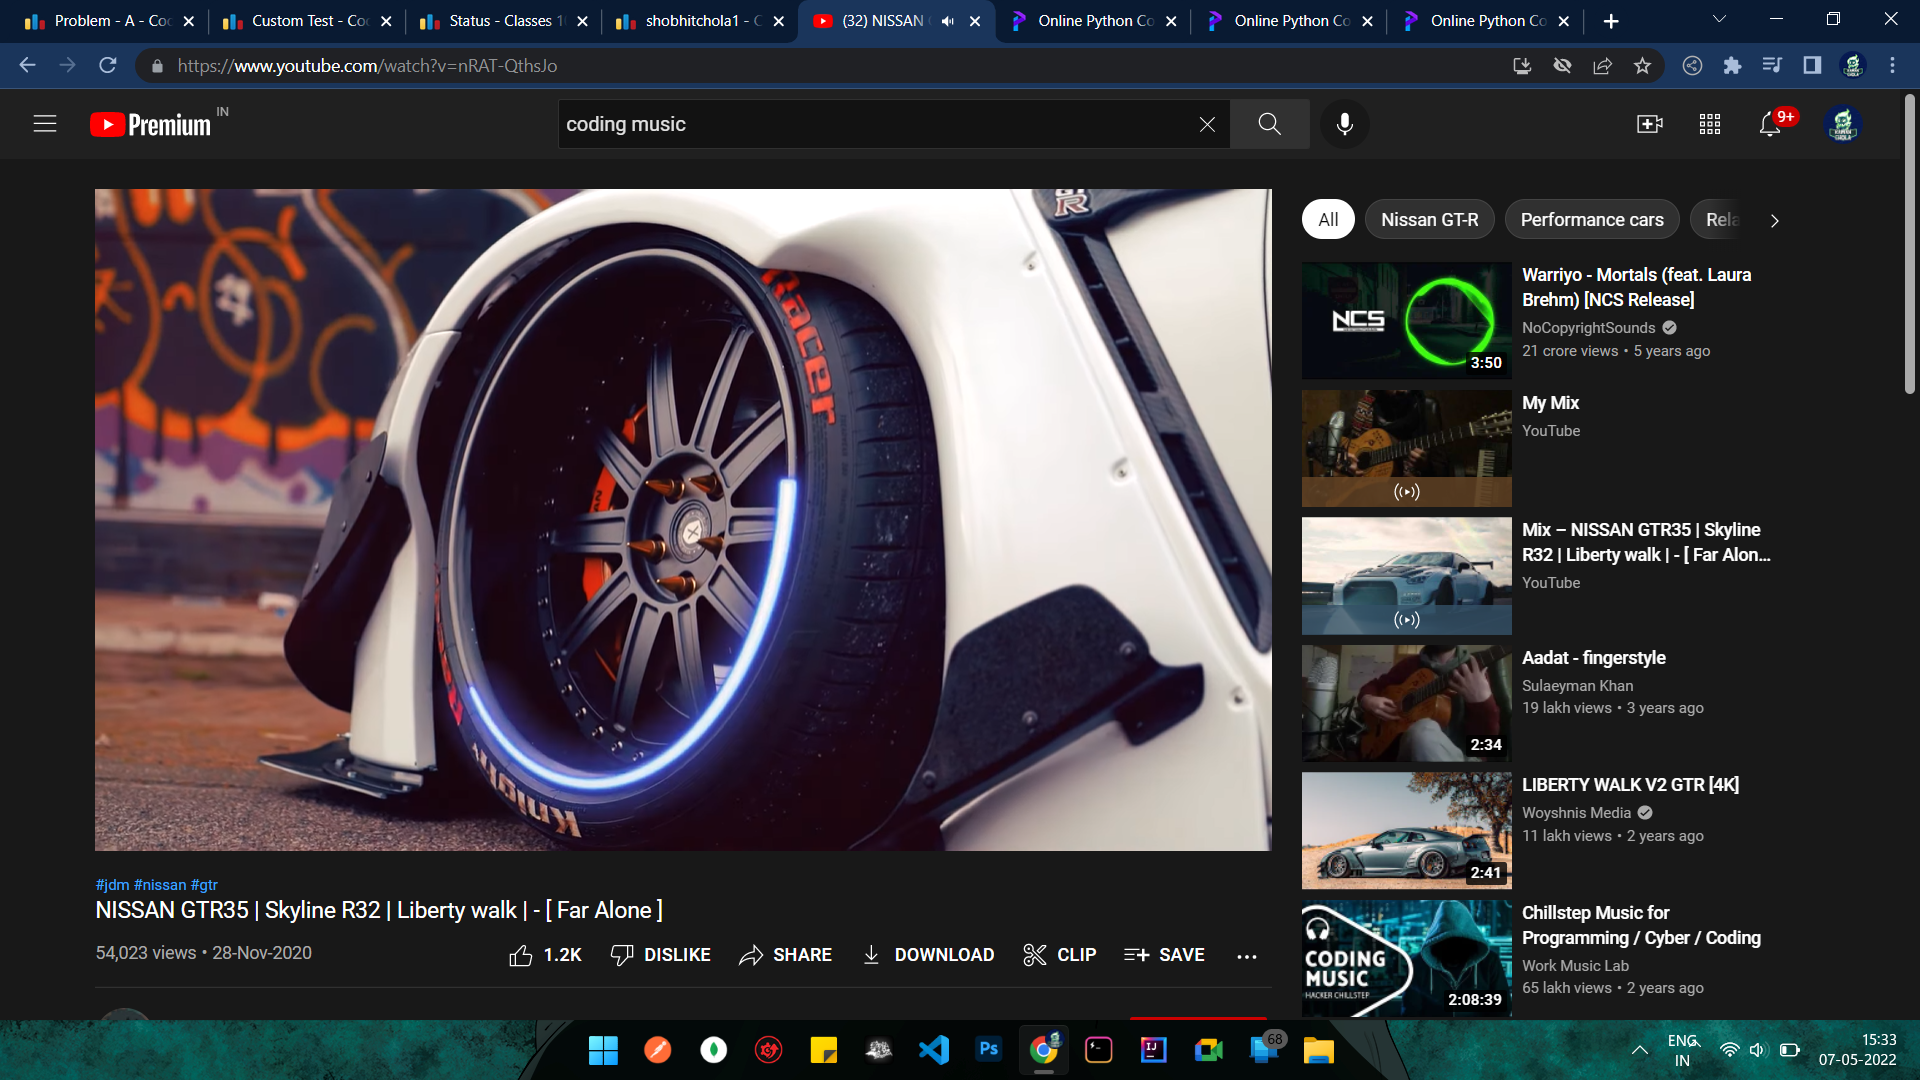 Problem - A - Coc
Custom Test - Coc
Status - Classes 10
shobhitchola1 - C
(32) NISSAN
Online Python Co
Online Python Co
Online Python Co
https://www.youtube.com/watch?v=nRAT-QthsJo
Premium IN
coding music
9+
All
Nissan GT-R
Performance cars
Rela
R
Racer
Warriyo - Mortals (feat. Laura
Brehm) [NCS Release]
NoCopyrightSounds
21 crore views • 5 years ago
NCS
3:50
My Mix
YouTube
Mix – NISSAN GTR35 | Skyline
R32 | Liberty walk | - [ Far Alon...
YouTube
Aadat - fingerstyle
Sulaeyman Khan
19 lakh views • 3 years ago
2:34
LIBERTY WALK V2 GTR [4K]
Woyshnis Media
11 lakh views • 2 years ago
2:41
Chillstep Music for
Programming / Cyber / Coding
Work Music Lab
65 lakh views • 2 years ago
CODING
MUSIC
HACKER CHILLSTEP
2:08:39
#jdm #nissan #gtr
NISSAN GTR35 | Skyline R32 | Liberty walk | - [ Far Alone ]
54,023 views • 28-Nov-2020
1.2K
DISLIKE
SHARE
DOWNLOAD
CLIP
SAVE
Ps
IJ
68
ENG
IN
15:33
07-05-2022